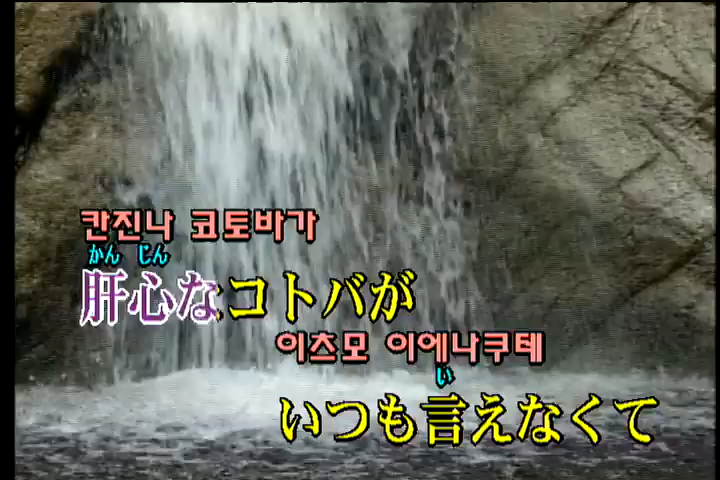 칸진나 코토바가
かん じん
肝心なコトバが
이츠모 이에나쿠테
い
いつも言えなくて